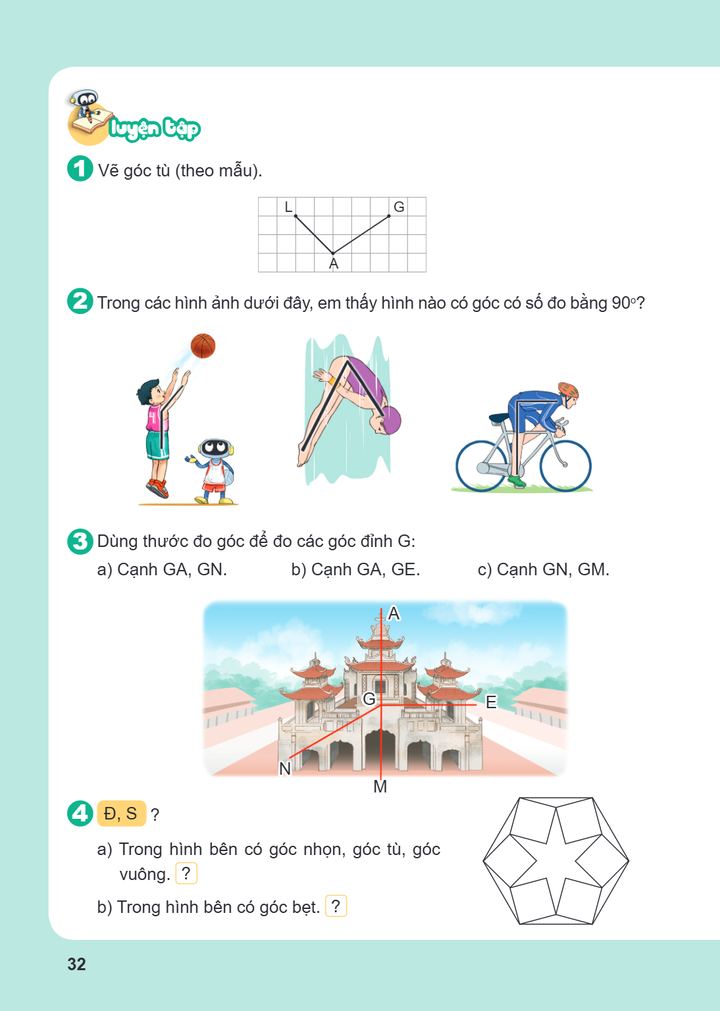 luyện tập
1 Vẽ góc tù (theo mẫu).
L G
A
2 Trong các hình ảnh dưới đây, em thấy hình nào có góc có số đo bằng 90°?
3 Dùng thước đo góc để đo các góc đỉnh G:
a) Cạnh GA, GN. b) Cạnh GA, GE. c) Cạnh GN, GM.
A
G E
N
M
4 Đ, S ?
a) Trong hình bên có góc nhọn, góc tù, góc
vuông. ?
b) Trong hình bên có góc bẹt. ?
32